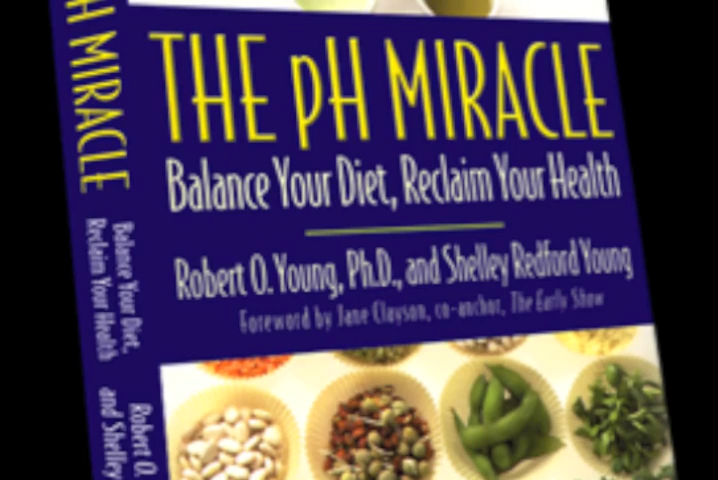 THE pH MIRACLE
Balance Your Diet, Reclaim Your Health
Robert O. Young, Ph.D., and Shelley Redford Young
Foreword by Jane Clayson, co-anchor, The Early Show
H MIRACLE
Balance Your Diet,
Reclaim Your Health
Robert O.
and Shelley